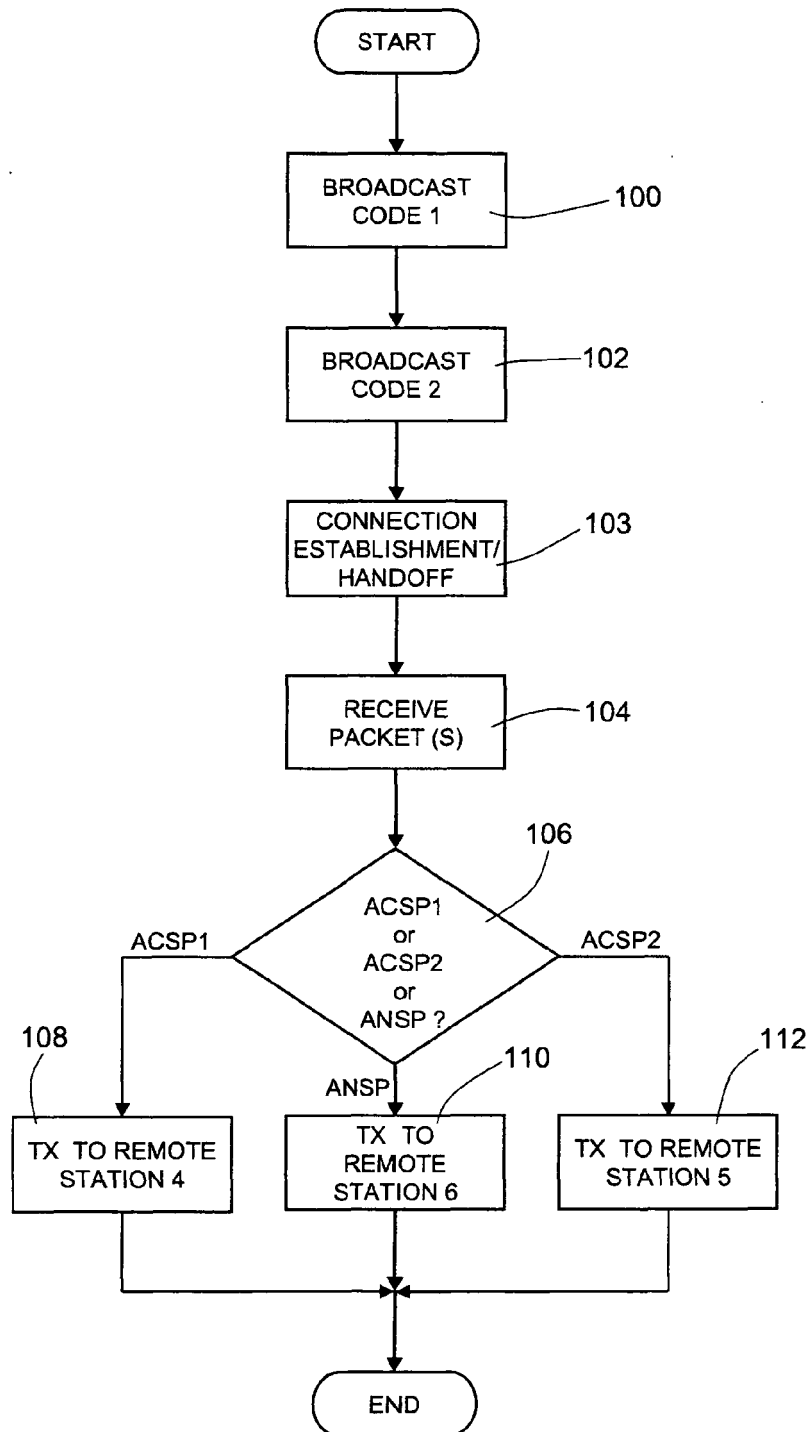 START
BROADCAST
CODE 1
100
BROADCAST
CODE 2
102
CONNECTION
ESTABLISHMENT/
HANDOFF
103
RECEIVE
PACKET (S)
104
106
ACSP1
ACSP1
or
ACSP2
or
ANSP ?
ACSP2
ANSP
108
TX TO REMOTE
STATION 4
110
TX TO
REMOTE
STATION 6
112
TX TO REMOTE
STATION 5
END